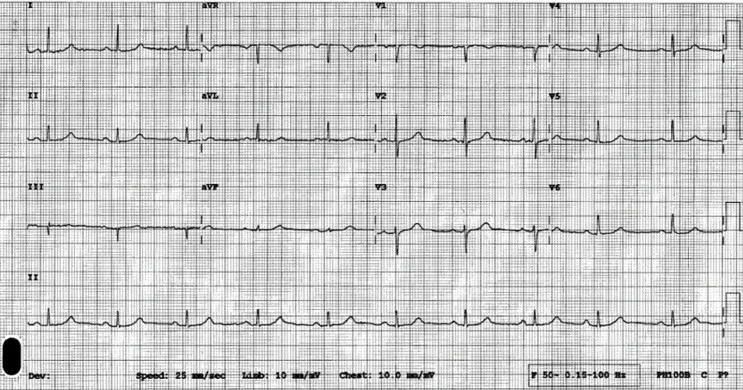 I aVR V1 V4
II aVL V2 V5
III aVF V3 V6
II
Dev: Speed: 25 mm/sec Limb: 10 mm/mV Chest: 10.0 mm/mV F 50~ 0.15-100 Hz PH100B C P?